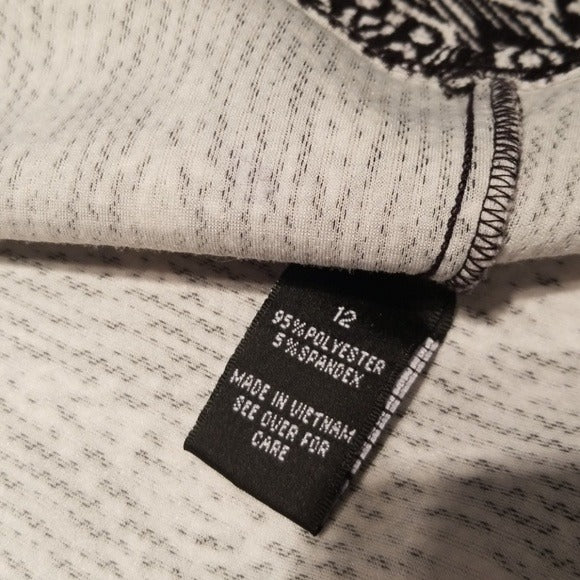 12
95%POLYESTER
5%SPANDEX
MADE IN VIETNAM
SEE OVER FOR
CARE